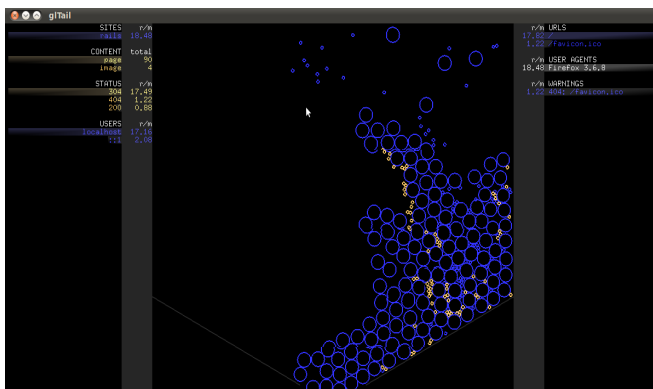 glTail
SITES r/m
rails 18.48
CONTENT total
page 90
image 4
STATUS r/m
304 17.49
404 1.22
200 0.88
USERS r/m
localhost 17.16
::1 2.08
r/m URLS
17.82 /
1.22 /favicon.ico
r/m USER AGENTS
18.48 Firefox 3.6.8
r/m WARNINGS
1.22 404: /favicon.ico